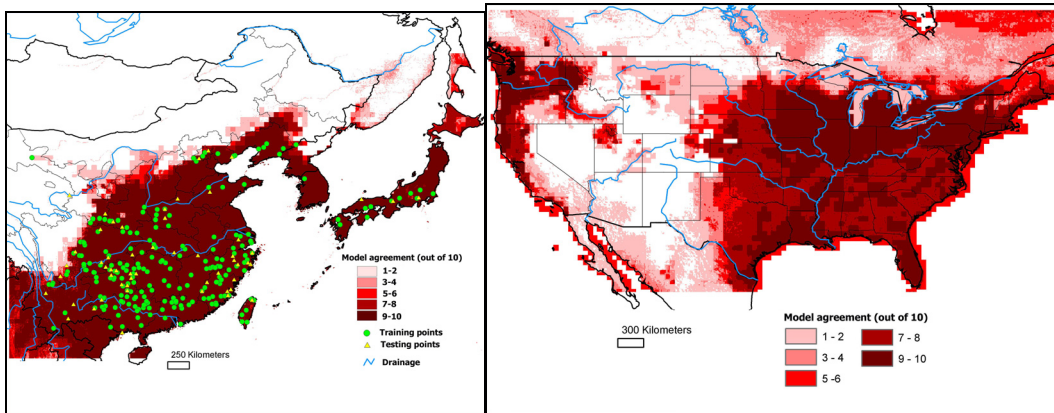 Model agreement (out of 10)
1-2
3-4
5-6
7-8
9-10
Training points
Testing points
Drainage
250 Kilometers
300 Kilometers
Model agreement (out of 10)
1 - 2
3 - 4
5 -6
7 - 8
9 - 10